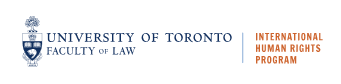 UNIVERSITY OF TORONTO
FACULTY OF LAW
INTERNATIONAL
HUMAN RIGHTS
PROGRAM